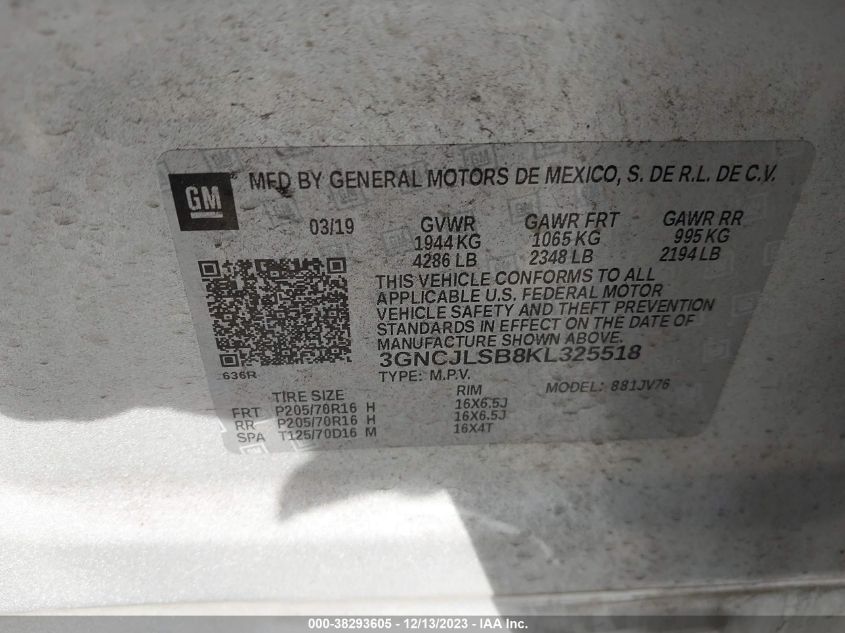 GM
MFD BY GENERAL MOTORS DE MEXICO, S. DE R.L. DE C.V.
03/19 GVWR GAWR FRT GAWR RR
1944 KG 1065 KG 995 KG
4286 LB 2348 LB 2194 LB
THIS VEHICLE CONFORMS TO ALL
APPLICABLE U.S. FEDERAL MOTOR
VEHICLE SAFETY AND THEFT PREVENTION
STANDARDS IN EFFECT ON THE DATE OF
MANUFACTURE SHOWN ABOVE.
3GNCJLSB8KL325518
636R TYPE: M.P.V. MODEL: 881JV76
TIRE SIZE RIM
FRT P205/70R16 H 16X6.5J
RR P205/70R16 H 16X6.5J
SPA T125/70D16 M 16X4T
000-38293605 - 12/13/2023 - IAA Inc.